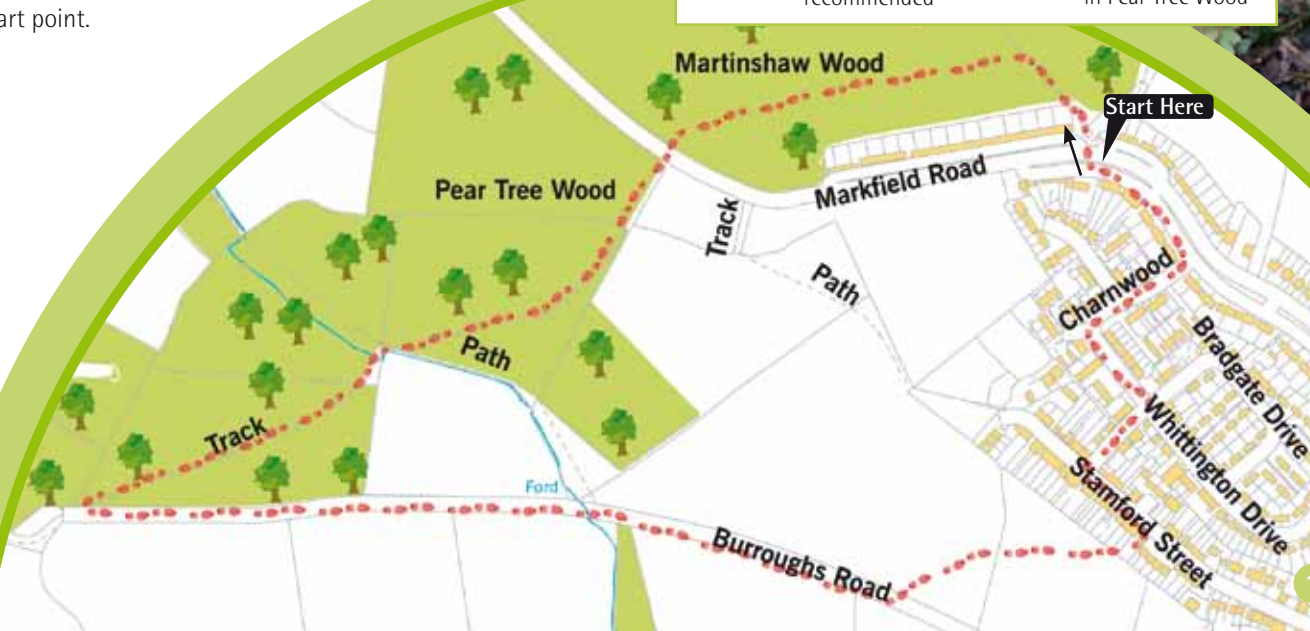 art point.
recommended
in Pear Tree Wood
Martinshaw Wood
Start Here
Pear Tree Wood
Markfield Road
Track
Path
Charnwood
Bradgate Drive
Path
Whittington Drive
Track
Stamford Street
Ford
Burroughs Road